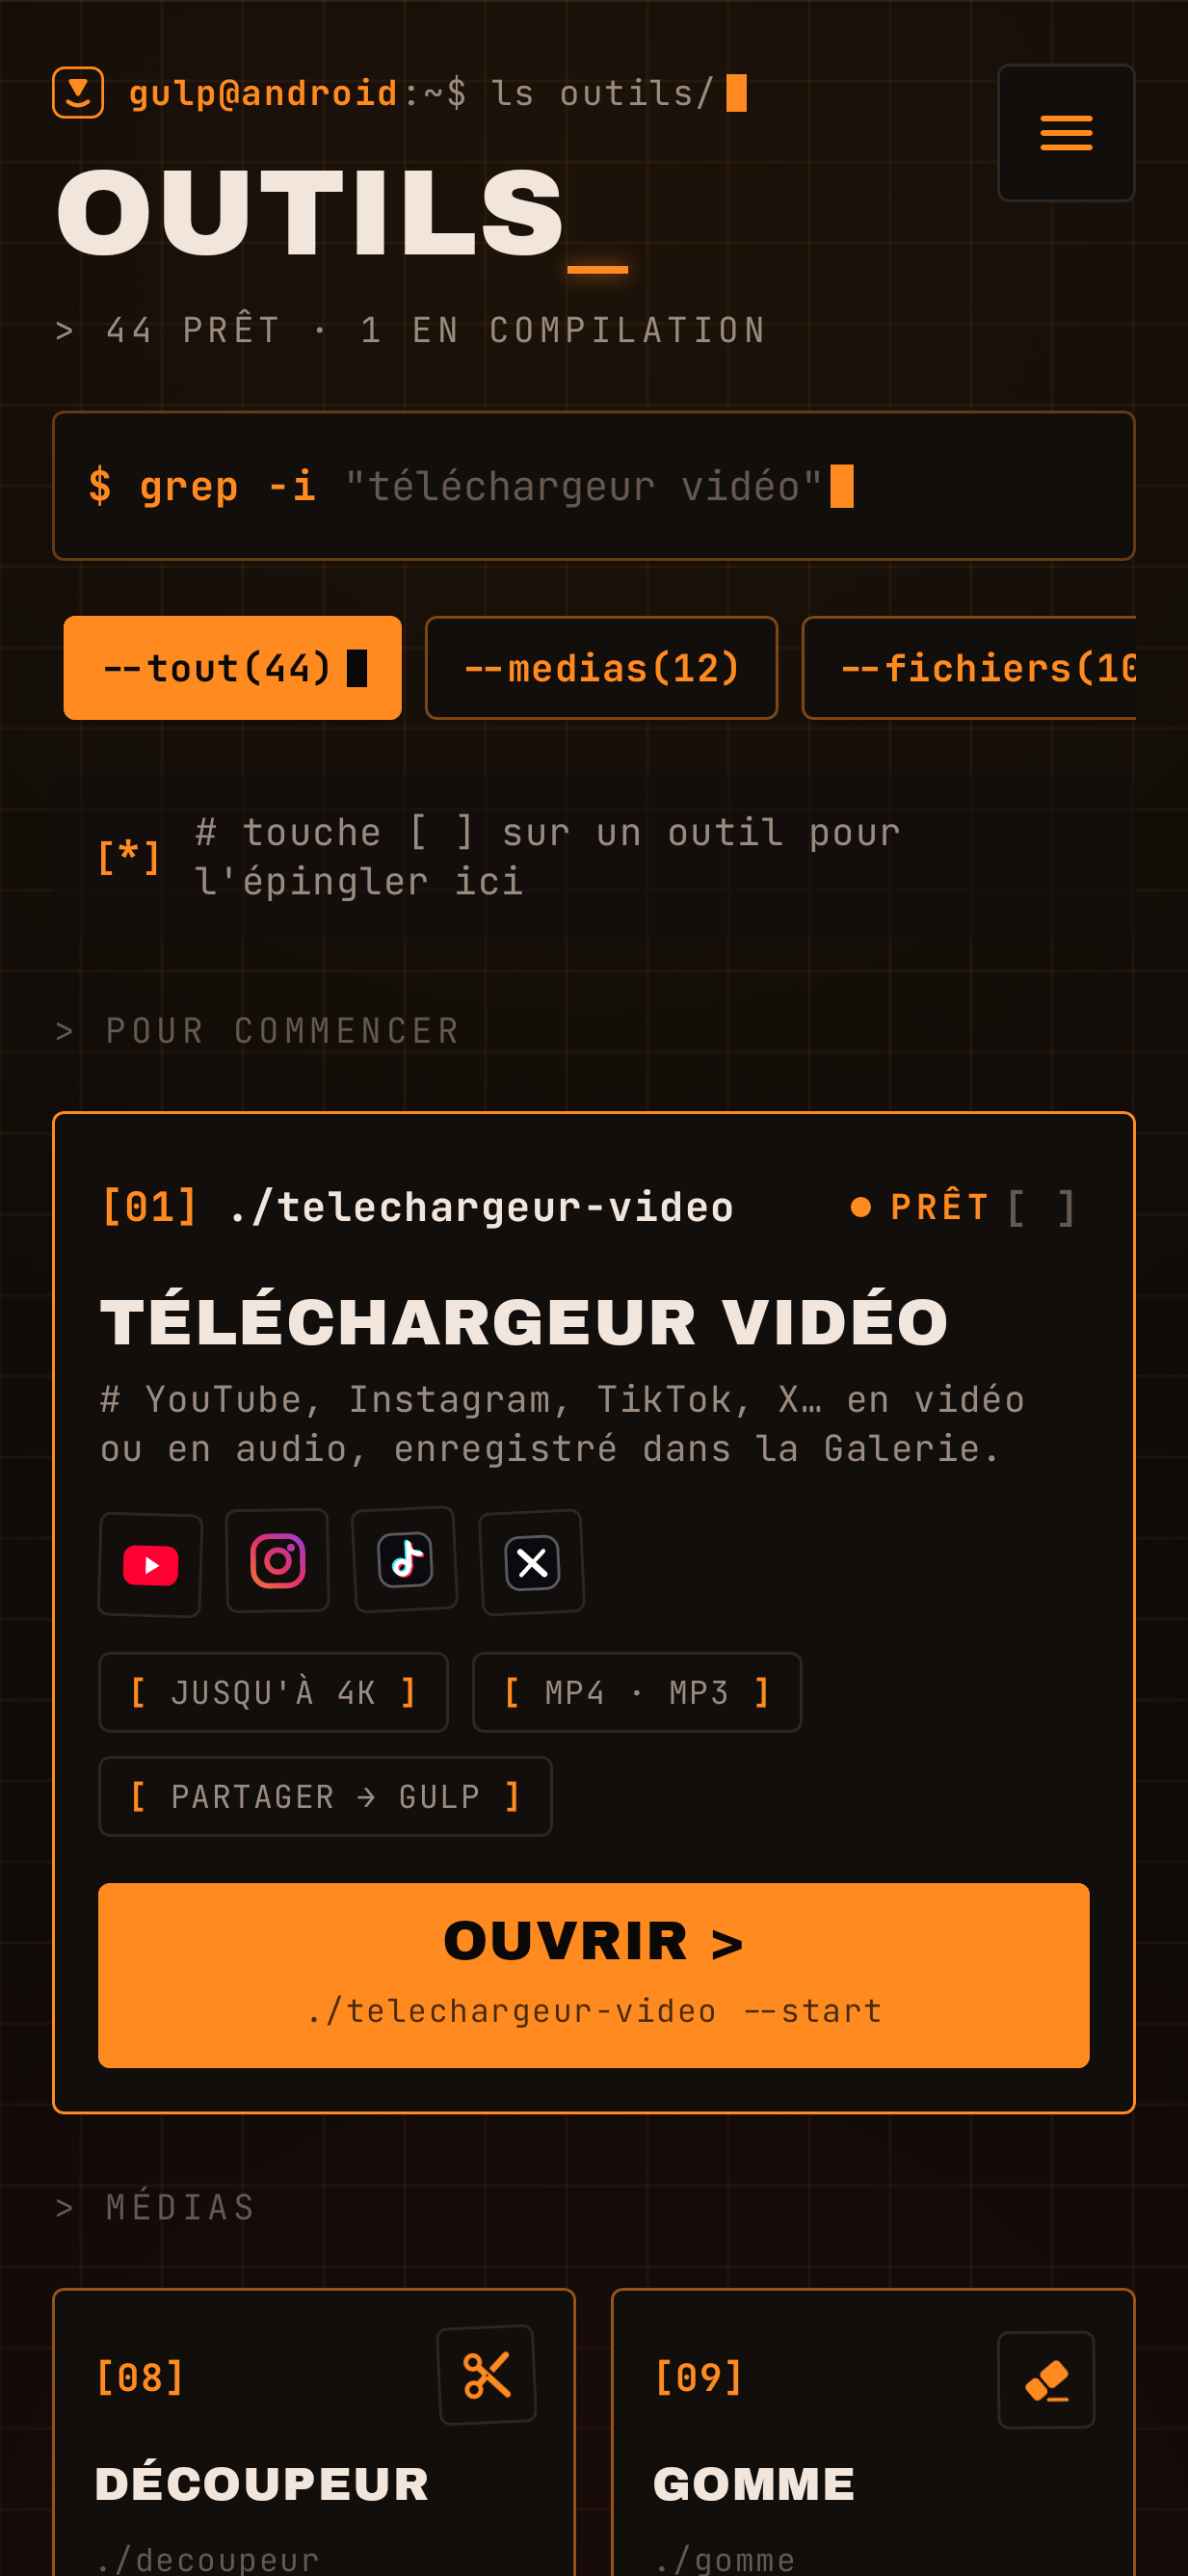 gulp@android:~$ ls outils/
OUTILS_
> 44 PRÊT · 1 EN COMPILATION
$ grep -i "téléchargeur vidéo"
--tout(44) --medias(12) --fichiers(10
[*] # touche [ ] sur un outil pour
l'épingler ici
> POUR COMMENCER
[01] ./telechargeur-video ● PRÊT [ ]
TÉLÉCHARGEUR VIDÉO
# YouTube, Instagram, TikTok, X… en vidéo
ou en audio, enregistré dans la Galerie.
[ JUSQU'À 4K ] [ MP4 · MP3 ]
[ PARTAGER → GULP ]
OUVRIR >
./telechargeur-video --start
> MÉDIAS
[08] [09]
DÉCOUPEUR GOMME
./decoupeur ./gomme